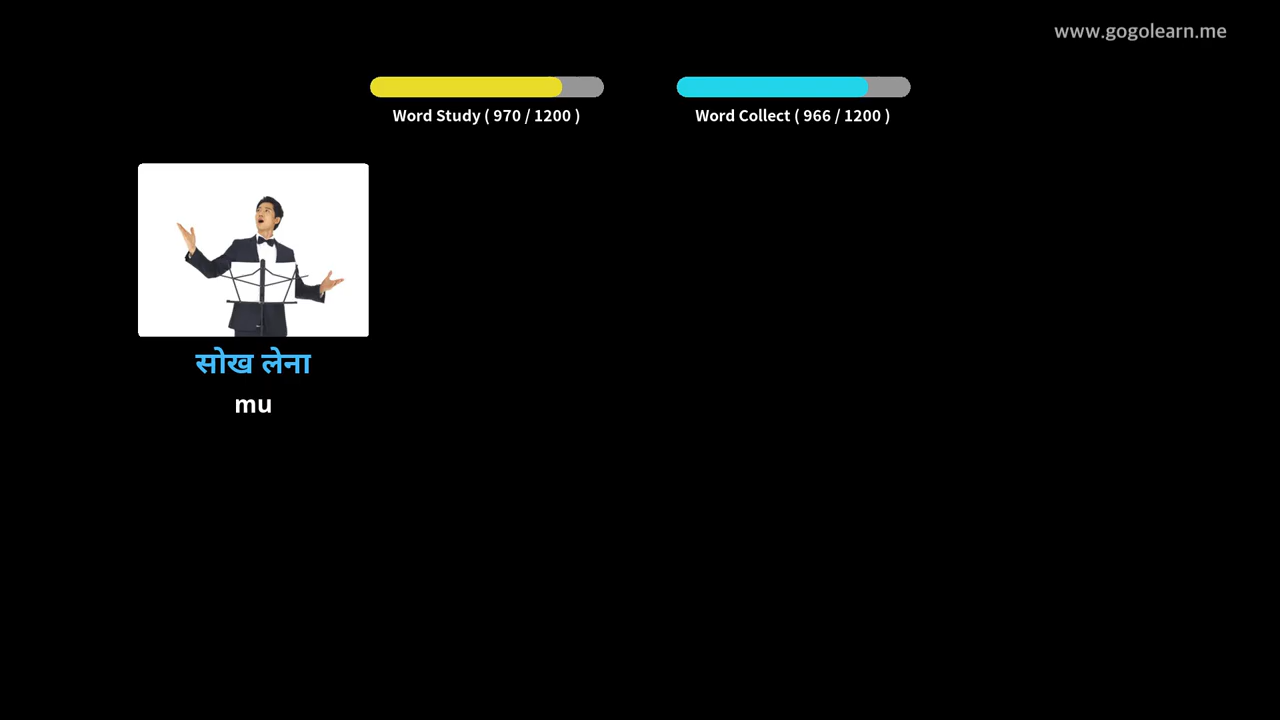 www.gogolearn.me
Word Study ( 970 / 1200 )
Word Collect ( 966 / 1200 )
सोख लेना
mu